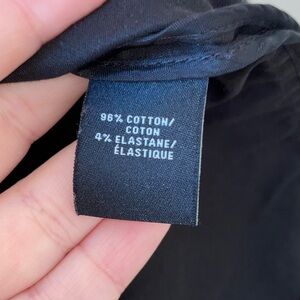 96% COTTON/
COTON
4% ELASTANE/
ÉLASTIQUE